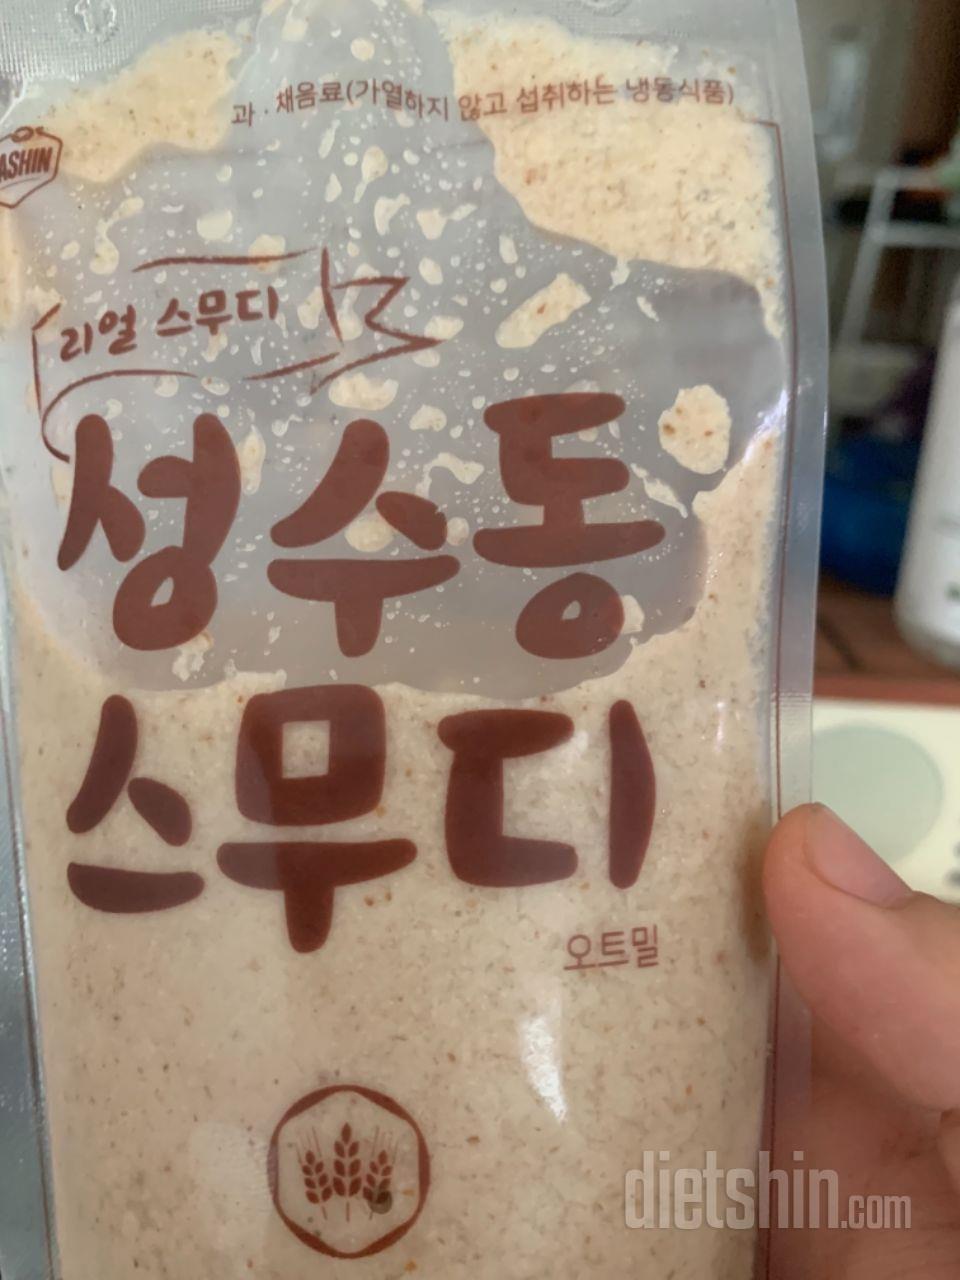 과 · 채음료(가열하지 않고 섭취하는 냉동식품)
ASHIN
리얼 스무디
성수동
스무디
오트밀
dietshin.com